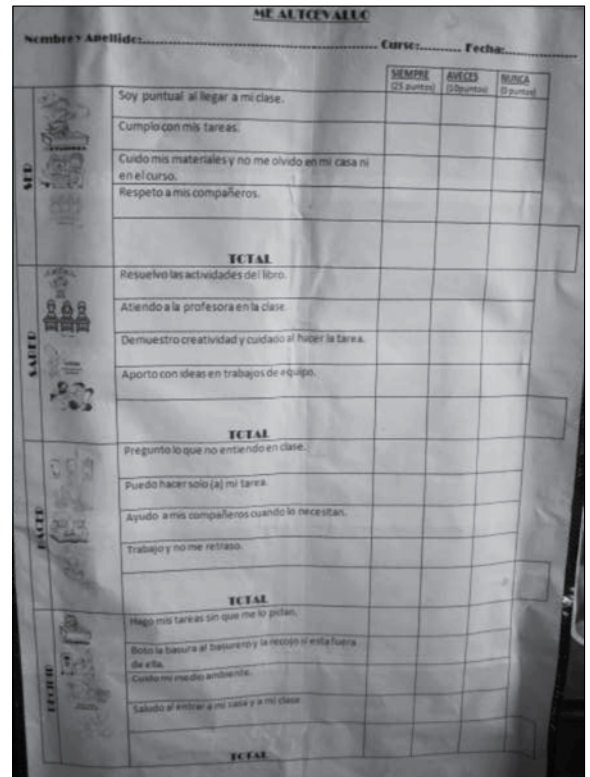 ME AUTOEVALUO
Nombre y Apellido:............................................................ Curso:.......... Fecha:....................
SIEMPRE AVECES NUNCA
(25 puntos) (10puntos) (0 puntos)
SER
Soy puntual al llegar a mi clase.
Cumplo con mis tareas.
Cuido mis materiales y no me olvido en mi casa ni
en el curso.
Respeto a mis compañeros.
TOTAL
SABER
Resuelvo las actividades del libro.
Atiendo a la profesora en la clase.
Demuestro creatividad y cuidado al hacer la tarea.
Aporto con ideas en trabajos de equipo.
TOTAL
HACER
Pregunto lo que no entiendo en clase.
Puedo hacer solo (a) mi tarea.
Ayudo a mis compañeros cuando lo necesitan.
Trabajo y no me retraso.
TOTAL
DECIDIR
Hago mis tareas sin que me lo pidan.
Boto la basura al basurero y la recojo si esta fuera
de ella.
Cuido mi medio ambiente.
Saludo al entrar a mi casa y a mi clase
TOTAL